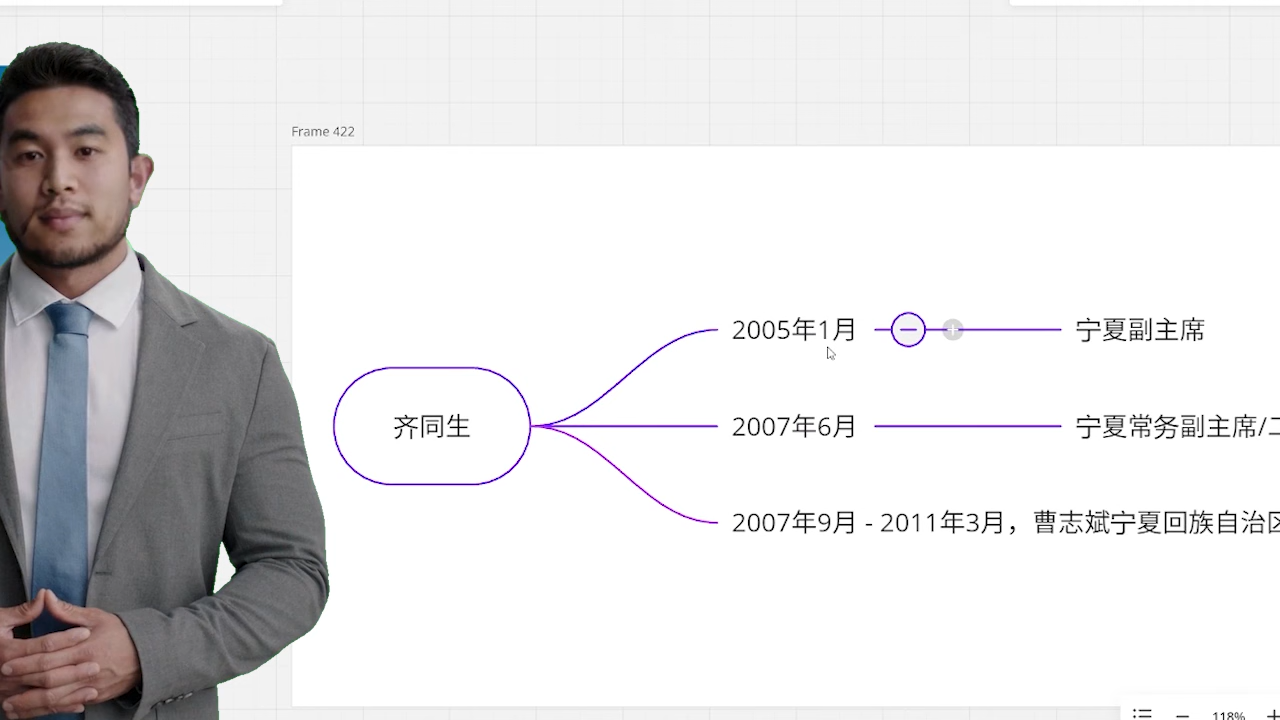 Frame 422
2005年1月
宁夏副主席
齐同生
2007年6月
宁夏常务副主席/
2007年9月 - 2011年3月，曹志斌宁夏回族自治区
118%